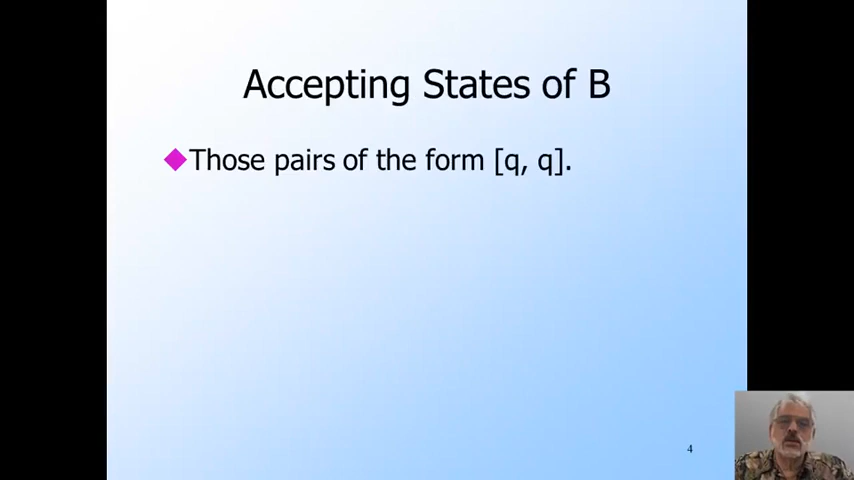 Accepting States of B
Those pairs of the form [q, q].
4